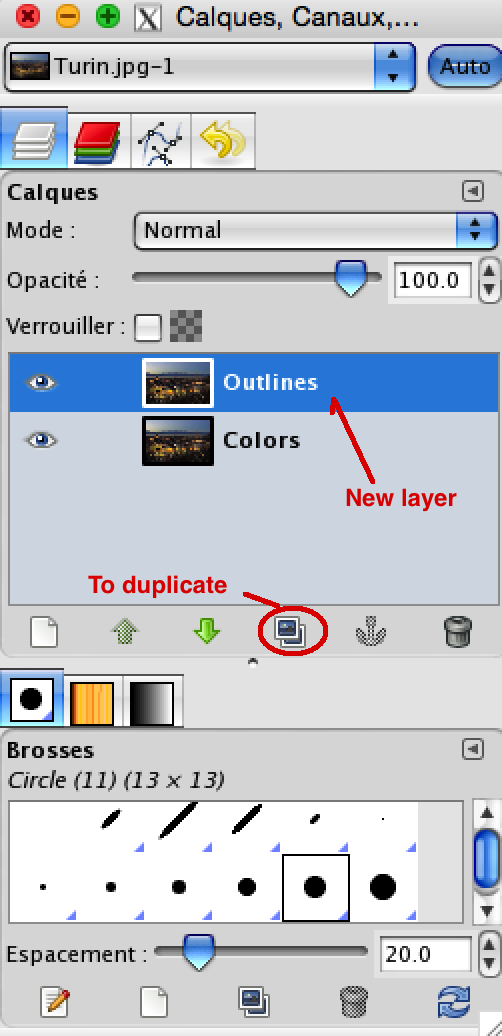 Calques, Canaux,...
Turin.jpg-1
Auto
Calques
Mode :
Normal
Opacité :
100.0
Verrouiller :
Outlines
Colors
New layer
To duplicate
Brosses
Circle (11) (13 × 13)
Espacement :
20.0